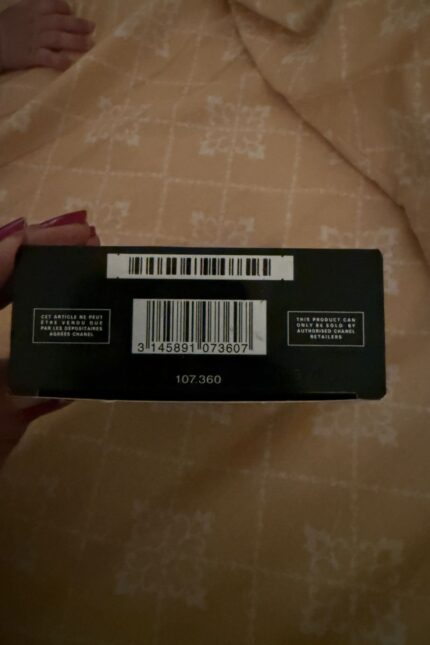 CET ARTICLE NE PEUT
ÊTRE VENDU QUE
PAR LES DÉPOSITAIRES
AGRÉÉS CHANEL
3 145891 073607
THIS PRODUCT CAN
ONLY BE SOLD BY
AUTHORISED CHANEL
RETAILERS
107.360